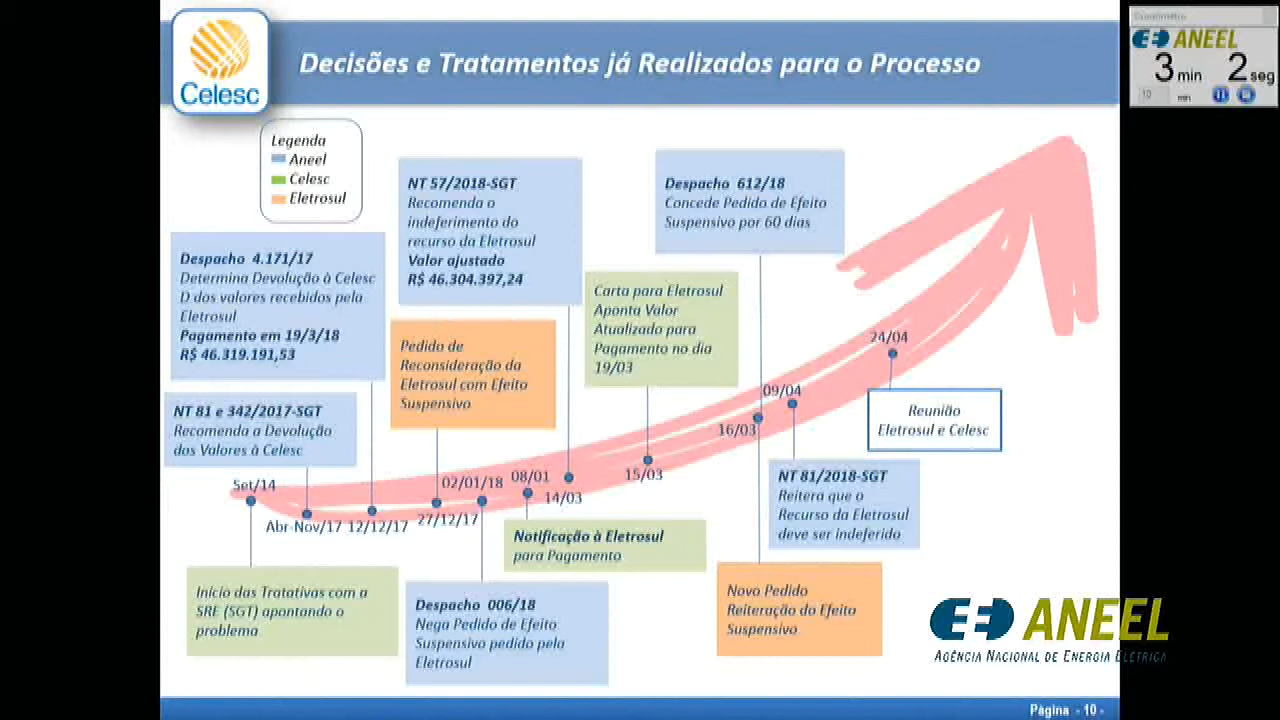 Celesc
Decisões e Tratamentos já Realizados para o Processo
Cronômetro
ANEEL
3 min 2 seg
10 min
Legenda
Aneel
Celesc
Eletrosul
Despacho 4.171/17
Determina Devolução à Celesc
D dos valores recebidos pela
Eletrosul
Pagamento em 19/3/18
R$ 46.319.191,53
NT 57/2018-SGT
Recomenda o
indeferimento do
recurso da Eletrosul
Valor ajustado
R$ 46.304.397,24
Despacho 612/18
Concede Pedido de Efeito
Suspensivo por 60 dias
Carta para Eletrosul
Aponta Valor
Atualizado para
Pagamento no dia
19/03
Pedido de
Reconsideração da
Eletrosul com Efeito
Suspensivo
NT 81 e 342/2017-SGT
Recomenda a Devolução
dos Valores à Celesc
24/04
09/04
16/03
Reunião
Eletrosul e Celesc
Set/14
Abr-Nov/17
12/12/17
27/12/17
02/01/18
08/01
14/03
15/03
NT 81/2018-SGT
Reitera que o
Recurso da Eletrosul
deve ser indeferido
Notificação à Eletrosul
para Pagamento
Início das Tratativas com a
SRE (SGT) apontando o
problema
Despacho 006/18
Nega Pedido de Efeito
Suspensivo pedido pela
Eletrosul
Novo Pedido
Reiteração do Efeito
Suspensivo
ANEEL
AGÊNCIA NACIONAL DE ENERGIA ELÉTRICA
Página - 10 -